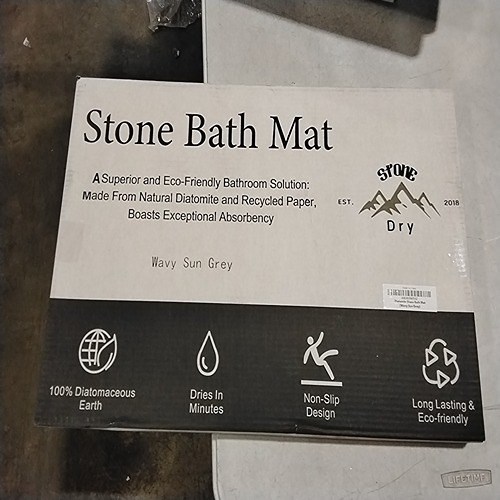 Stone Bath Mat
A Superior and Eco-Friendly Bathroom Solution:
Made From Natural Diatomite and Recycled Paper,
Boasts Exceptional Absorbency
Wavy Sun Grey
STONE
EST. 2018
Dry
100% Diatomaceous
Earth
Dries In
Minutes
Non-Slip
Design
Long Lasting &
Eco-friendly
LIFETIME